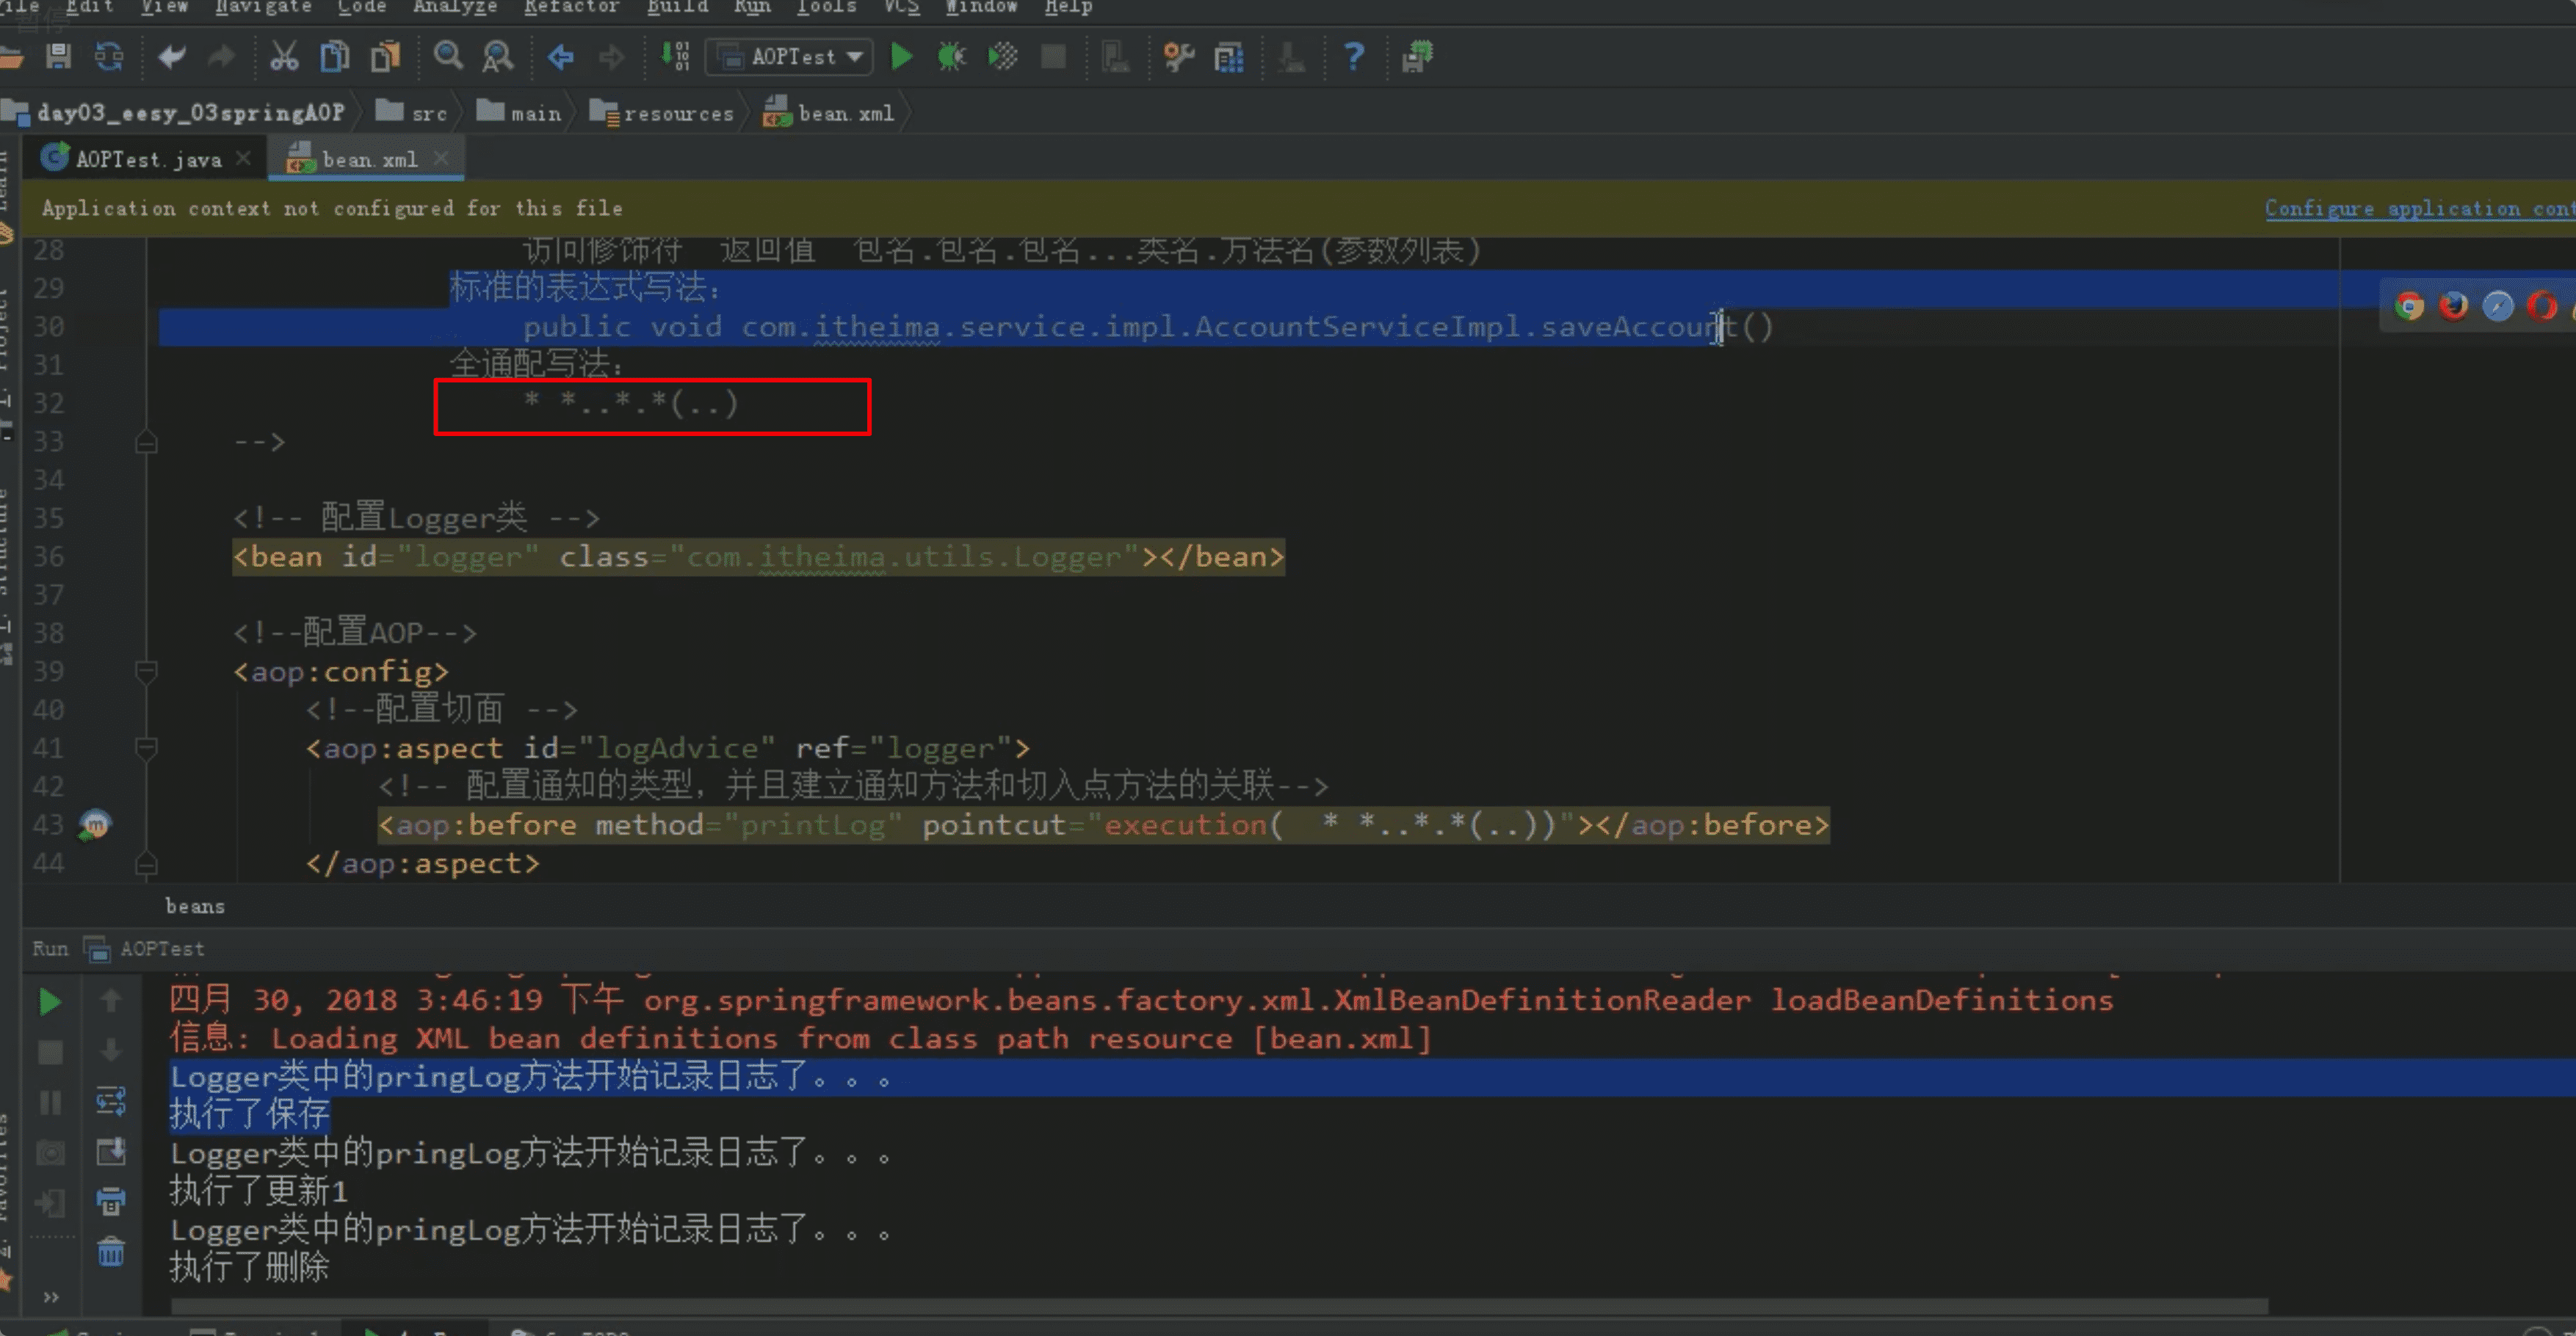 Edit View Navigate Code Analyze Refactor Build Run Tools VCS Window Help
AOPTest
day03_eesy_03springAOP src main resources bean.xml
AOPTest.java bean.xml
Application context not configured for this file Configure application
28 访问修饰符 返回值 包名.包名.包名...类名.方法名(参数列表)
29 标准的表达式写法:
30 public void com.itheima.service.impl.AccountServiceImpl.saveAccount()
31 全通配写法:
32 * *..*.*(..)
33 -->
34
35 <!-- 配置Logger类 -->
36 <bean id="logger" class="com.itheima.utils.Logger"></bean>
37
38 <!--配置AOP-->
39 <aop:config>
40 <!--配置切面 -->
41 <aop:aspect id="logAdvice" ref="logger">
42 <!-- 配置通知的类型，并且建立通知方法和切入点方法的关联-->
43 <aop:before method="printLog" pointcut="execution( * *..*.*(..))"></aop:before>
44 </aop:aspect>
beans
Run AOPTest
四月 30, 2018 3:46:19 下午 org.springframework.beans.factory.xml.XmlBeanDefinitionReader loadBeanDefinitions
信息: Loading XML bean definitions from class path resource [bean.xml]
Logger类中的pringLog方法开始记录日志了。。。
执行了保存
Logger类中的pringLog方法开始记录日志了。。。
执行了更新1
Logger类中的pringLog方法开始记录日志了。。。
执行了删除